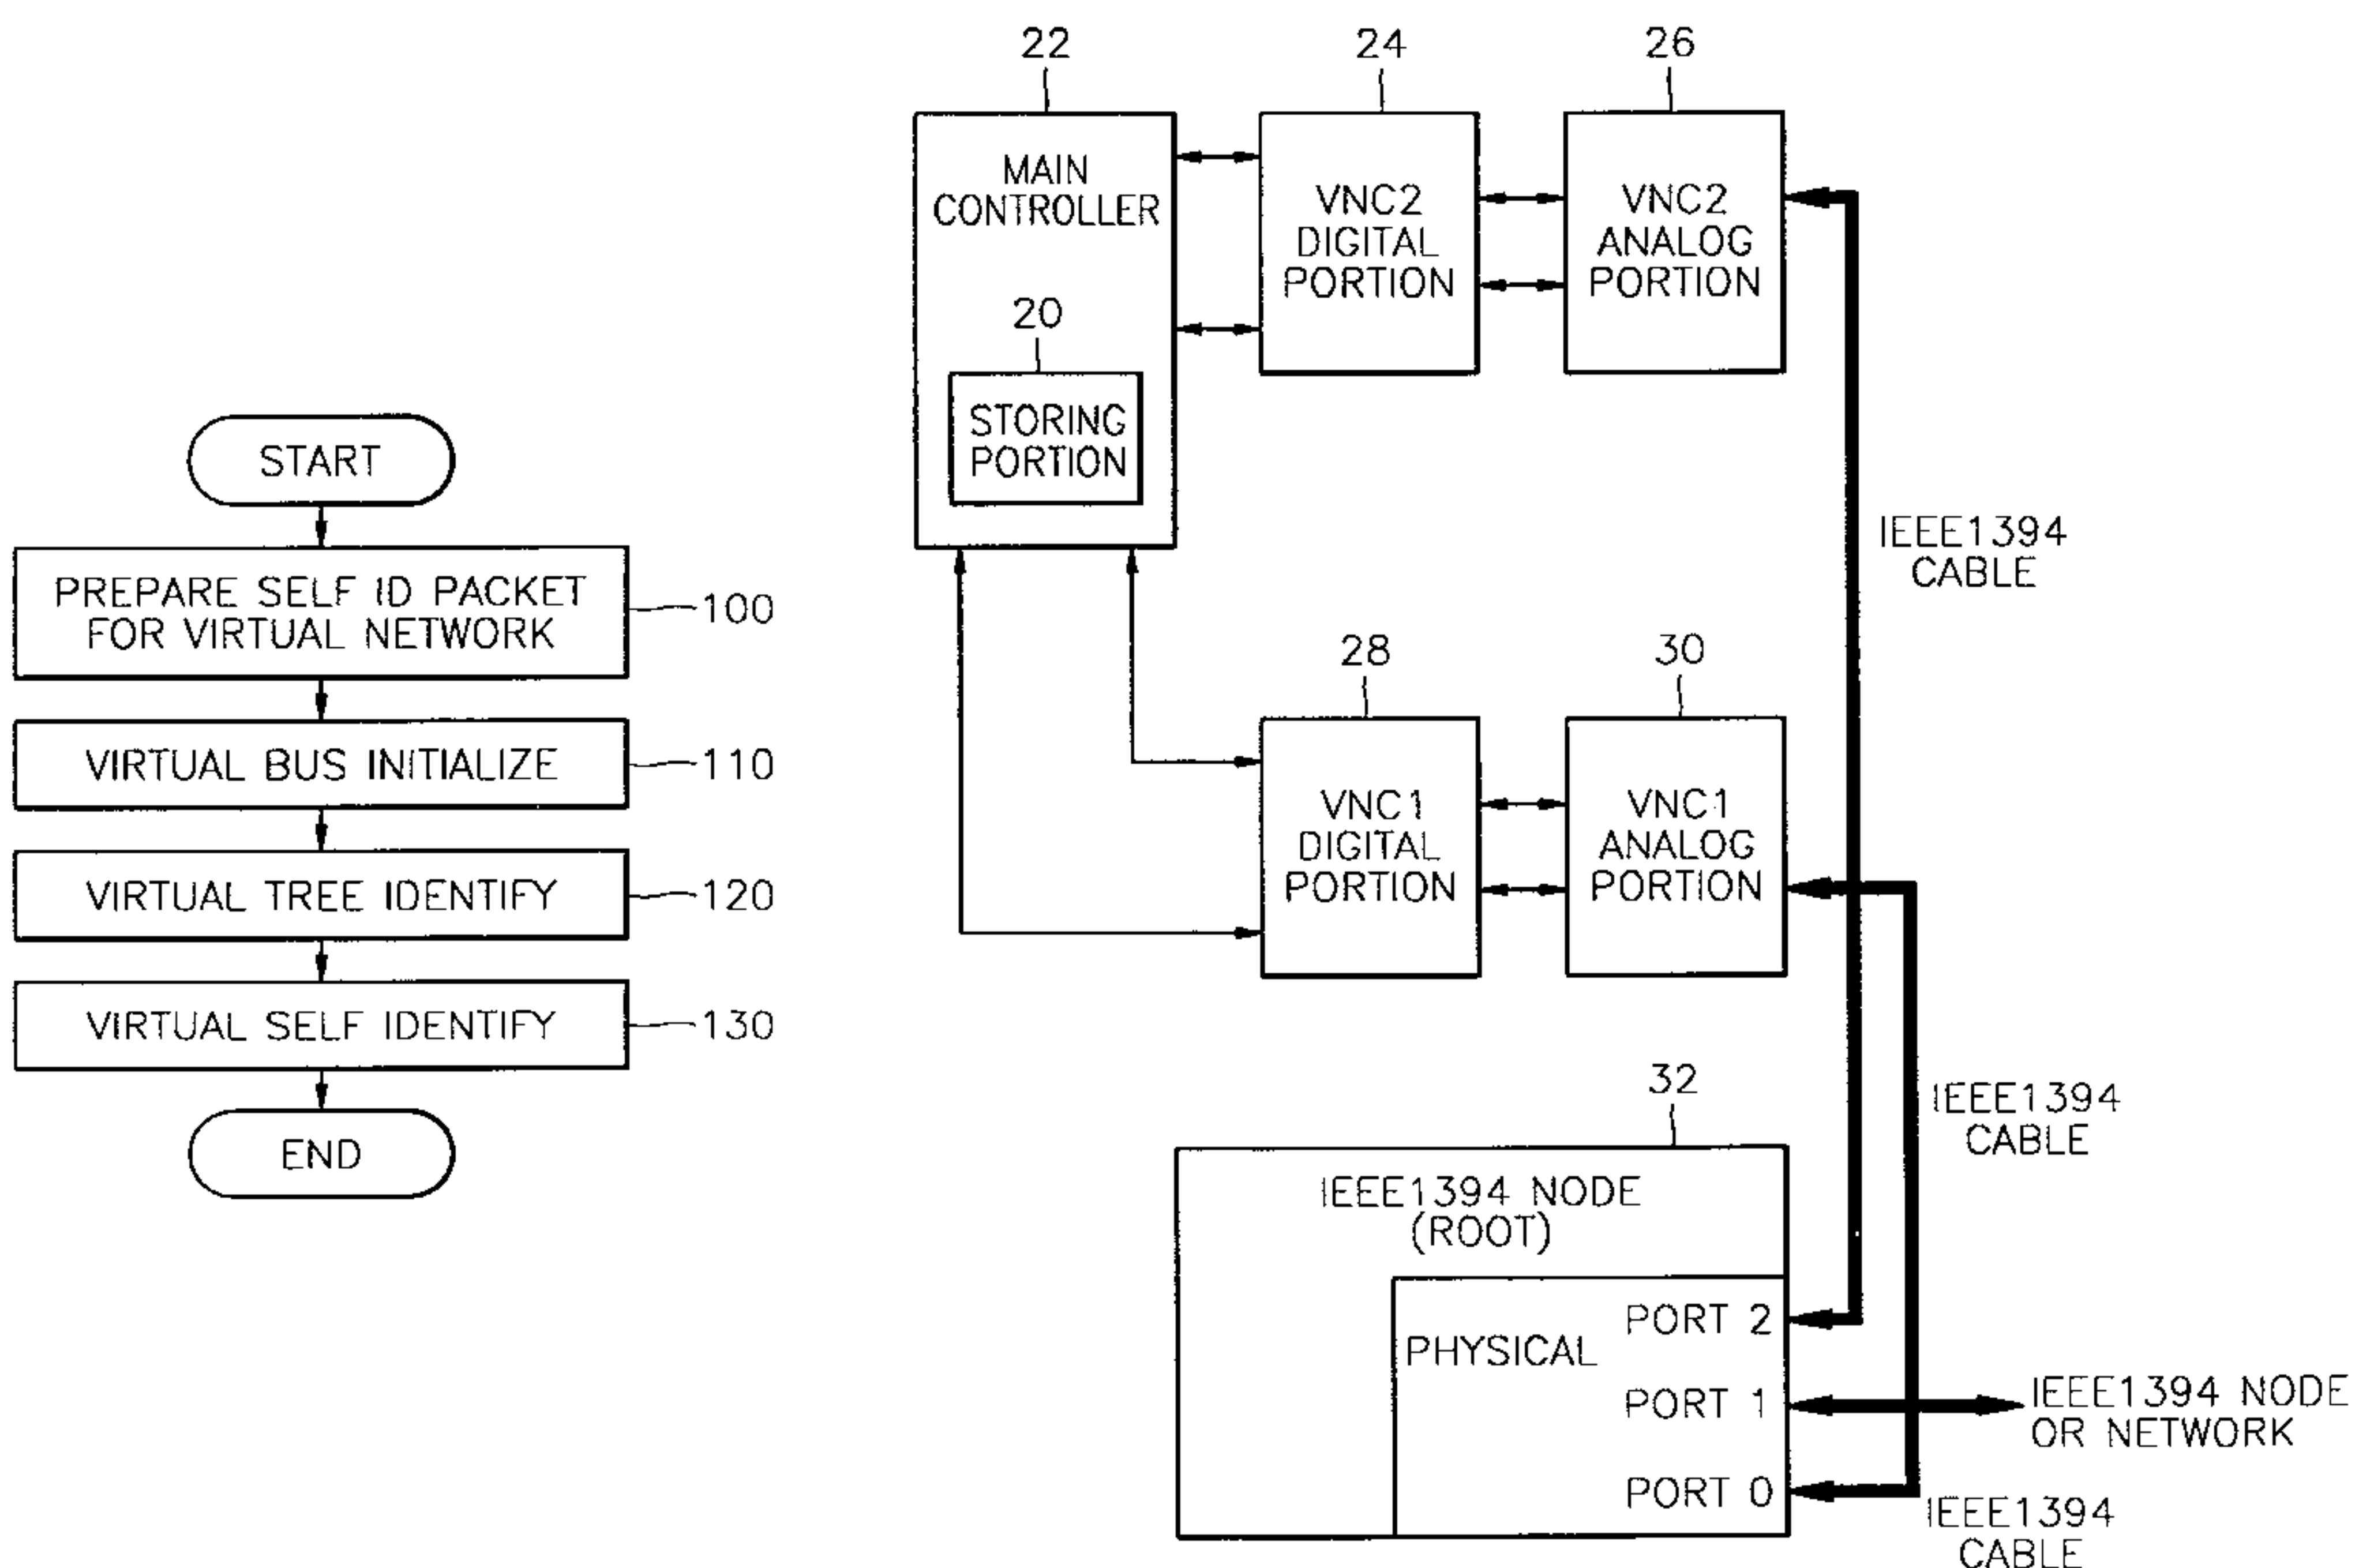 START
PREPARE SELF ID PACKET
FOR VIRTUAL NETWORK
100
VIRTUAL BUS INITIALIZE
110
VIRTUAL TREE IDENTIFY
120
VIRTUAL SELF IDENTIFY
130
END
22
24
26
MAIN
CONTROLLER
20
STORING
PORTION
VNC2
DIGITAL
PORTION
VNC2
ANALOG
PORTION
IEEE1394
CABLE
28
30
VNC1
DIGITAL
PORTION
VNC1
ANALOG
PORTION
IEEE1394
CABLE
32
IEEE1394 NODE
(ROOT)
PHYSICAL
PORT 2
PORT 1
PORT 0
IEEE1394 NODE
OR NETWORK
IEEE1394
CABLE